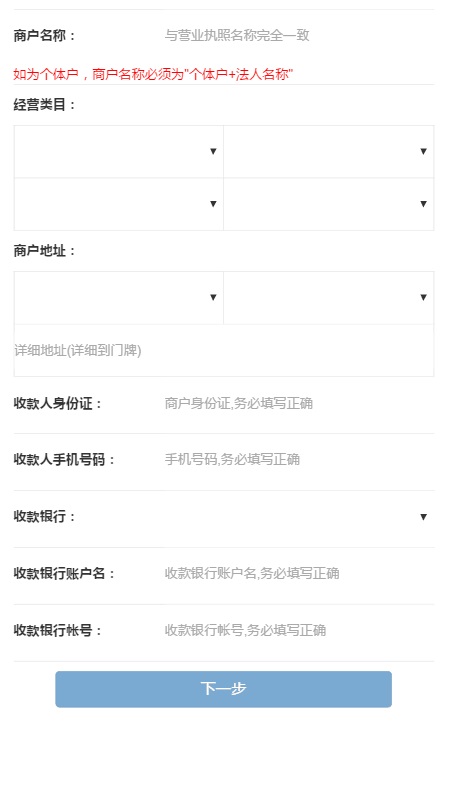 商户名称： 与营业执照名称完全一致
如为个体户，商户名称必须为"个体户+法人名称"
经营类目：
商户地址：
详细地址(详细到门牌)
收款人身份证： 商户身份证,务必填写正确
收款人手机号码： 手机号码,务必填写正确
收款银行：
收款银行账户名： 收款银行账户名,务必填写正确
收款银行帐号： 收款银行帐号,务必填写正确
下一步